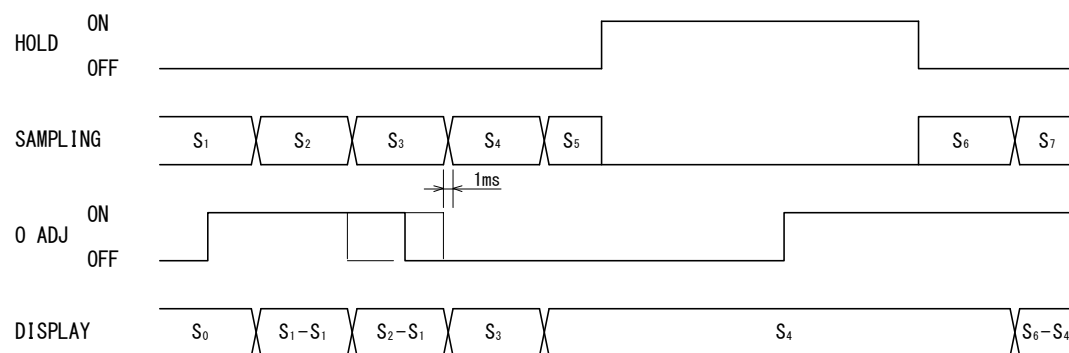 ON
HOLD
OFF
SAMPLING S₁ S₂ S₃ S₄ S₅ S₆ S₇
1ms
ON
0 ADJ
OFF
DISPLAY S₀ S₁−S₁ S₂−S₁ S₃ S₄ S₆−S₄